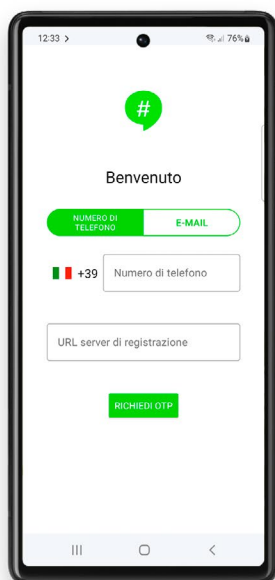 12:33
76%
#
Benvenuto
NUMERO DI
TELEFONO
E-MAIL
+39
Numero di telefono
URL server di registrazione
RICHIEDI OTP